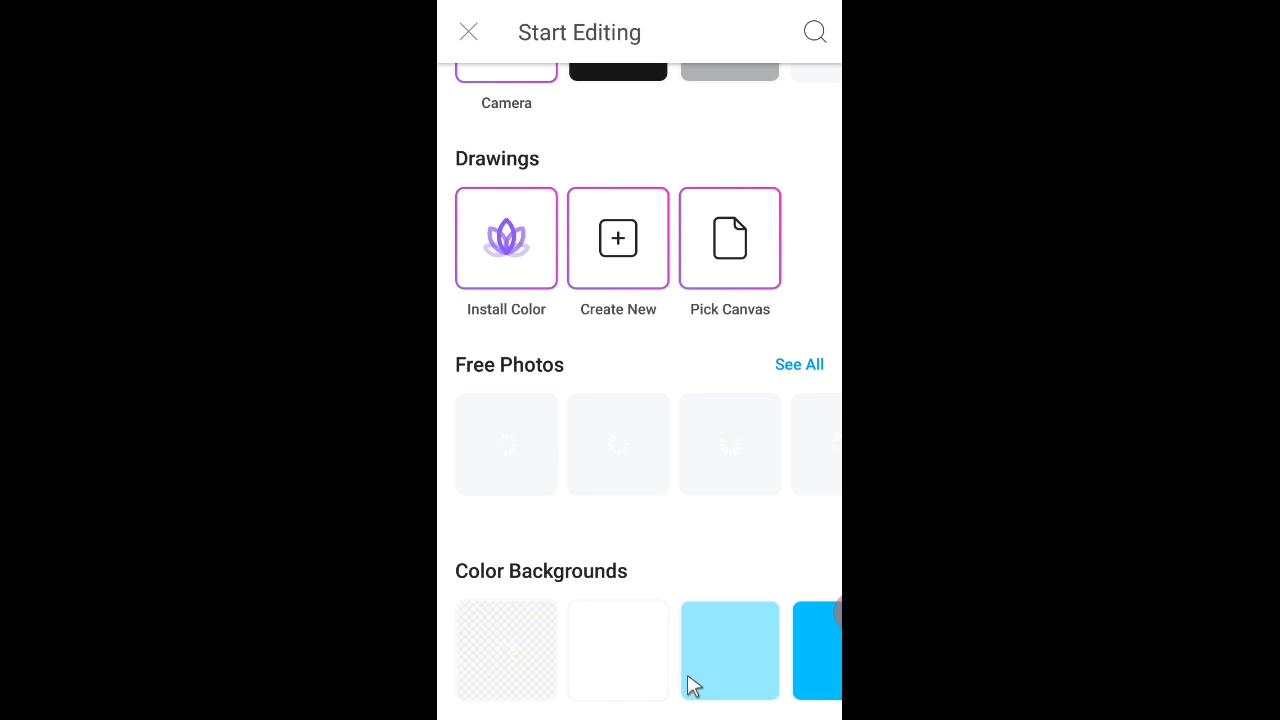 Start Editing
Camera
Drawings
Install Color
Create New
Pick Canvas
Free Photos
See All
Color Backgrounds